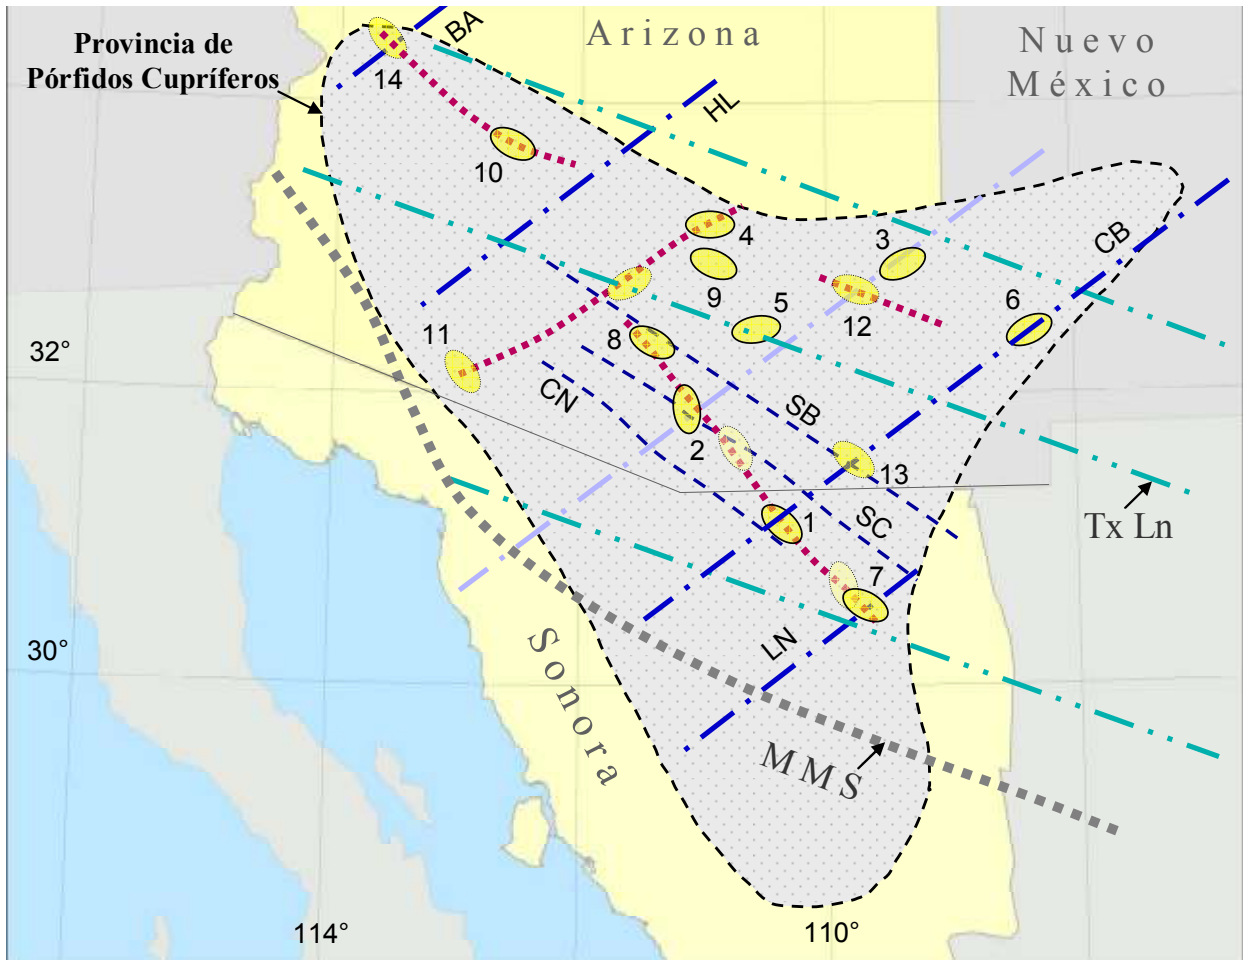 BA
Arizona
Nuevo
México
Provincia de
Pórfidos Cupríferos
14
HL
10
4
3
CB
9
5
12
6
11
8
32°
CN
SB
2
13
1
SC
Tx Ln
7
LN
30°
Sonora
MMS
114°
110°